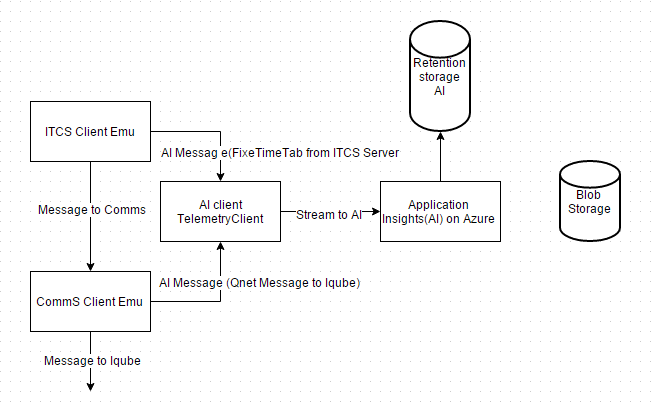 Retention
storage
AI
ITCS Client Emu
AI Message(FixeTimeTab from ITCS Server
Message to Comms
AI client
TelemetryClient
Stream to AI
Application
Insights(AI) on Azure
Blob
Storage
AI Message (Qnet Message to Iqube)
CommS Client Emu
Message to Iqube